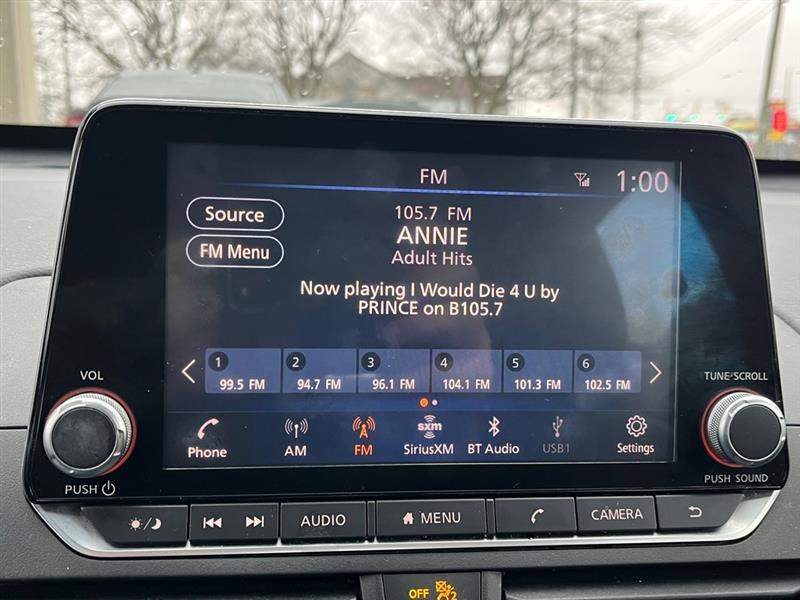 FM
1:00
Source
105.7 FM
ANNIE
FM Menu
Adult Hits
Now playing I Would Die 4 U by
PRINCE on B105.7
1 2 3 4 5 6
99.5 FM 94.7 FM 96.1 FM 104.1 FM 101.3 FM 102.5 FM
VOL
TUNE•SCROLL
sxm
Phone AM FM SiriusXM BT Audio USB1 Settings
PUSH
PUSH SOUND
AUDIO MENU CAMERA
OFF 2